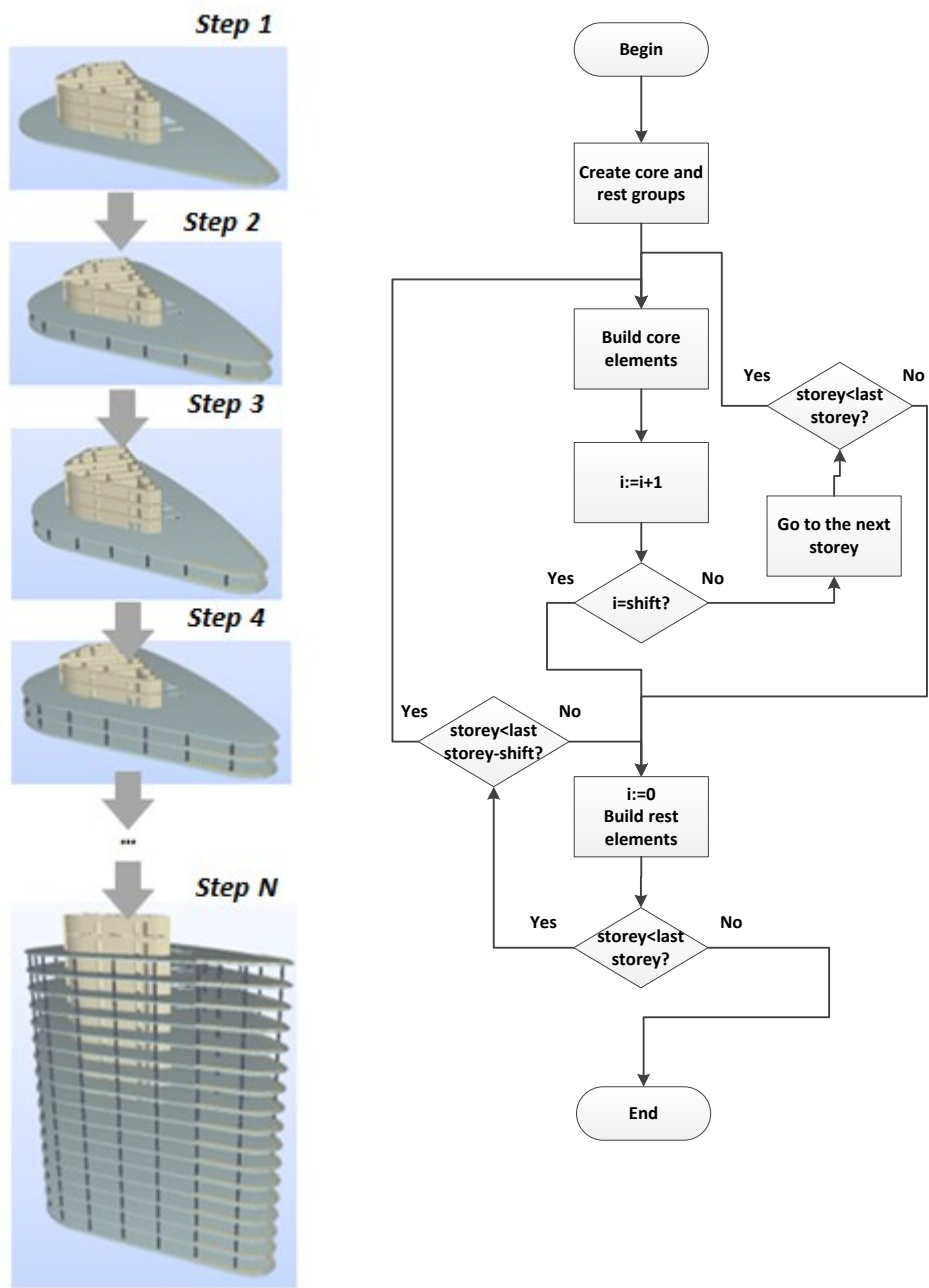 Step 1
Step 2
Step 3
Step 4
...
Step N
Begin
Create core and
rest groups
Build core
elements
i:=i+1
i=shift?
Yes
No
Go to the next
storey
storey<last
storey?
Yes
No
storey<last
storey-shift?
Yes
No
i:=0
Build rest
elements
storey<last
storey?
Yes
No
End